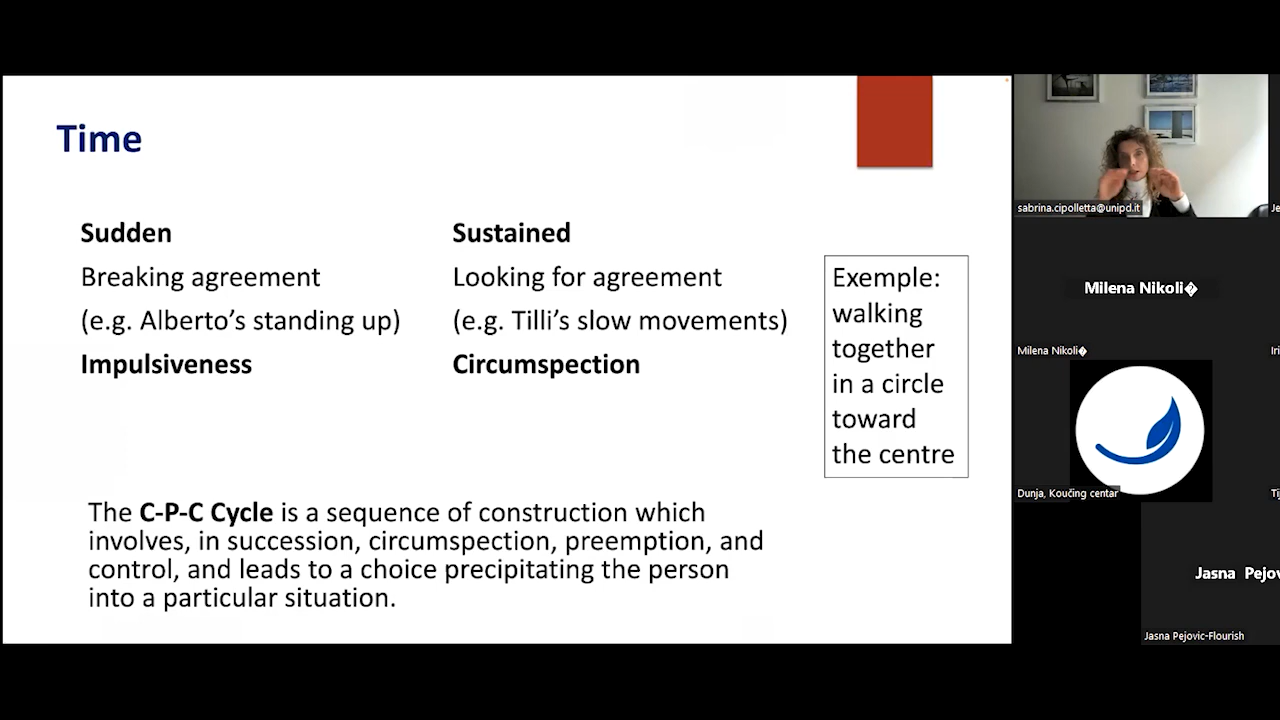 Time
Sudden
Sustained
Breaking agreement
Looking for agreement
(e.g. Alberto’s standing up)
(e.g. Tilli’s slow movements)
Impulsiveness
Circumspection
Exemple:
walking
together
in a circle
toward
the centre
The C-P-C Cycle is a sequence of construction which
involves, in succession, circumspection, preemption, and
control, and leads to a choice precipitating the person
into a particular situation.
sabrina.cipolletta@unipd.it
Je
Milena Nikoli�
Milena Nikoli�
Iri
Dunja, Koučing centar
Ti
Jasna Pejov
Jasna Pejovic-Flourish